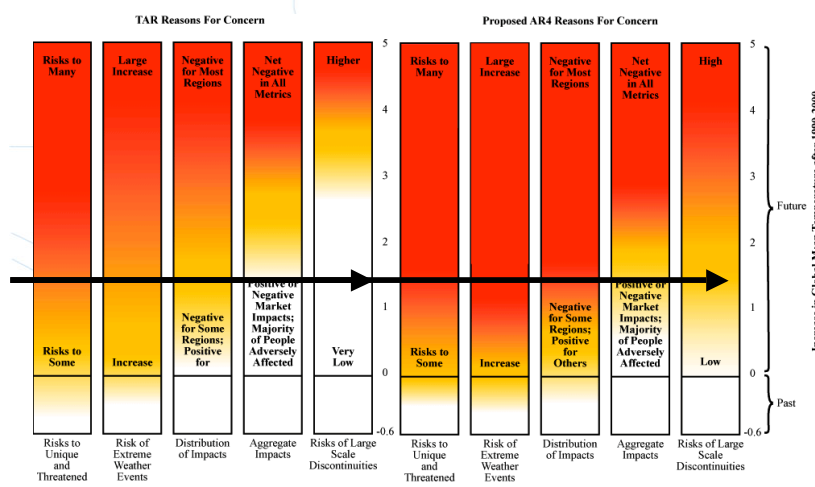 TAR Reasons For Concern
Risks to
Many
Large
Increase
Negative
for Most
Regions
Net
Negative
in All
Metrics
Higher
Risks to
Some
Increase
Negative
for Some
Regions;
Positive
for
Positive or
Negative
Market
Impacts;
Majority
of People
Adversely
Affected
Very
Low
5
4
3
2
1
0
-0.6
Risks to
Unique
and
Threatened
Risk of
Extreme
Weather
Events
Distribution
of Impacts
Aggregate
Impacts
Risks of Large
Scale
Discontinuities
Proposed AR4 Reasons For Concern
Risks to
Many
Large
Increase
Negative
for Most
Regions
Net
Negative
in All
Metrics
High
Risks to
Some
Increase
Negative
for Some
Regions;
Positive
for
Others
Positive or
Negative
Market
Impacts;
Majority
of People
Adversely
Affected
Low
5
4
3
2
1
0
-0.6
Future
Past
Risks to
Unique
and
Threatened
Risk of
Extreme
Weather
Events
Distribution
of Impacts
Aggregate
Impacts
Risks of Large
Scale
Discontinuities